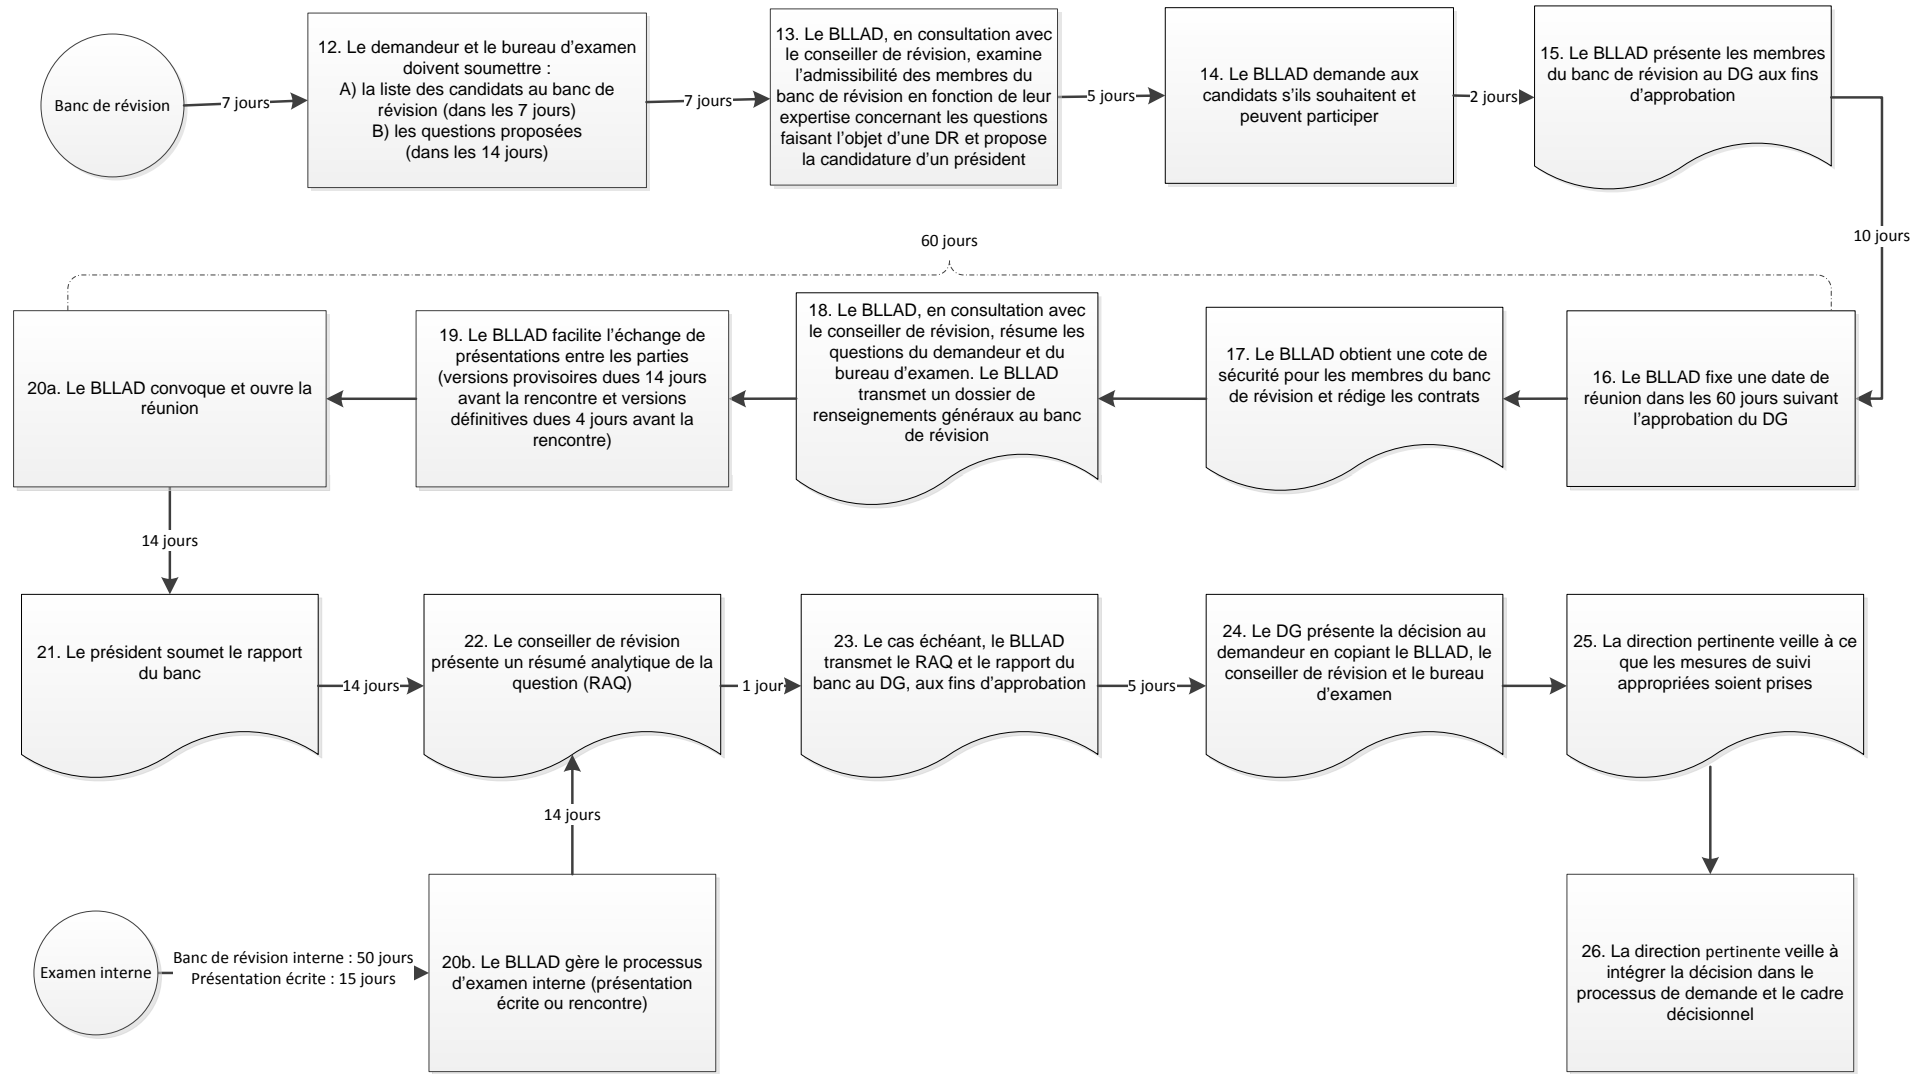 Banc de révision
7 jours
12. Le demandeur et le bureau d'examen
doivent soumettre :
A) la liste des candidats au banc de
révision (dans les 7 jours)
B) les questions proposées
(dans les 14 jours)
7 jours
13. Le BLLAD, en consultation avec
le conseiller de révision, examine
l'admissibilité des membres du
banc de révision en fonction de leur
expertise concernant les questions
faisant l'objet d'une DR et propose
la candidature d'un président
5 jours
14. Le BLLAD demande aux
candidats s'ils souhaitent et
peuvent participer
2 jours
15. Le BLLAD présente les membres
du banc de révision au DG aux fins
d'approbation
10 jours
60 jours
16. Le BLLAD fixe une date de
réunion dans les 60 jours suivant
l'approbation du DG
17. Le BLLAD obtient une cote de
sécurité pour les membres du banc
de révision et rédige les contrats
18. Le BLLAD, en consultation avec
le conseiller de révision, résume les
questions du demandeur et du
bureau d'examen. Le BLLAD
transmet un dossier de
renseignements généraux au banc
de révision
19. Le BLLAD facilite l'échange de
présentations entre les parties
(versions provisoires dues 14 jours
avant la rencontre et versions
définitives dues 4 jours avant la
rencontre)
20a. Le BLLAD convoque et ouvre la
réunion
14 jours
21. Le président soumet le rapport
du banc
14 jours
22. Le conseiller de révision
présente un résumé analytique de la
question (RAQ)
1 jour
23. Le cas échéant, le BLLAD
transmet le RAQ et le rapport du
banc au DG, aux fins d'approbation
5 jours
24. Le DG présente la décision au
demandeur en copiant le BLLAD, le
conseiller de révision et le bureau
d'examen
25. La direction pertinente veille à ce
que les mesures de suivi
appropriées soient prises
14 jours
Examen interne
Banc de révision interne : 50 jours
Présentation écrite : 15 jours
20b. Le BLLAD gère le processus
d'examen interne (présentation
écrite ou rencontre)
26. La direction pertinente veille à
intégrer la décision dans le
processus de demande et le cadre
décisionnel